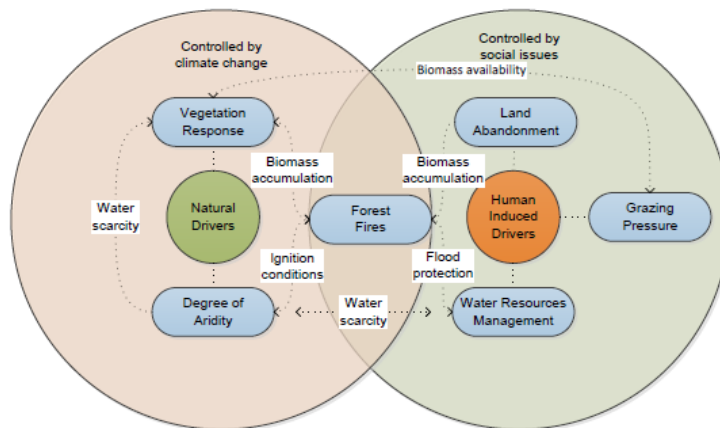 Controlled by
climate change
Controlled by
social issues
Biomass availability
Vegetation
Response
Land
Abandonment
Biomass
accumulation
Biomass
accumulation
Water
scarcity
Natural
Drivers
Forest
Fires
Human
Induced
Drivers
Grazing
Pressure
Ignition
conditions
Flood
protection
Degree of
Aridity
Water
scarcity
Water Resources
Management